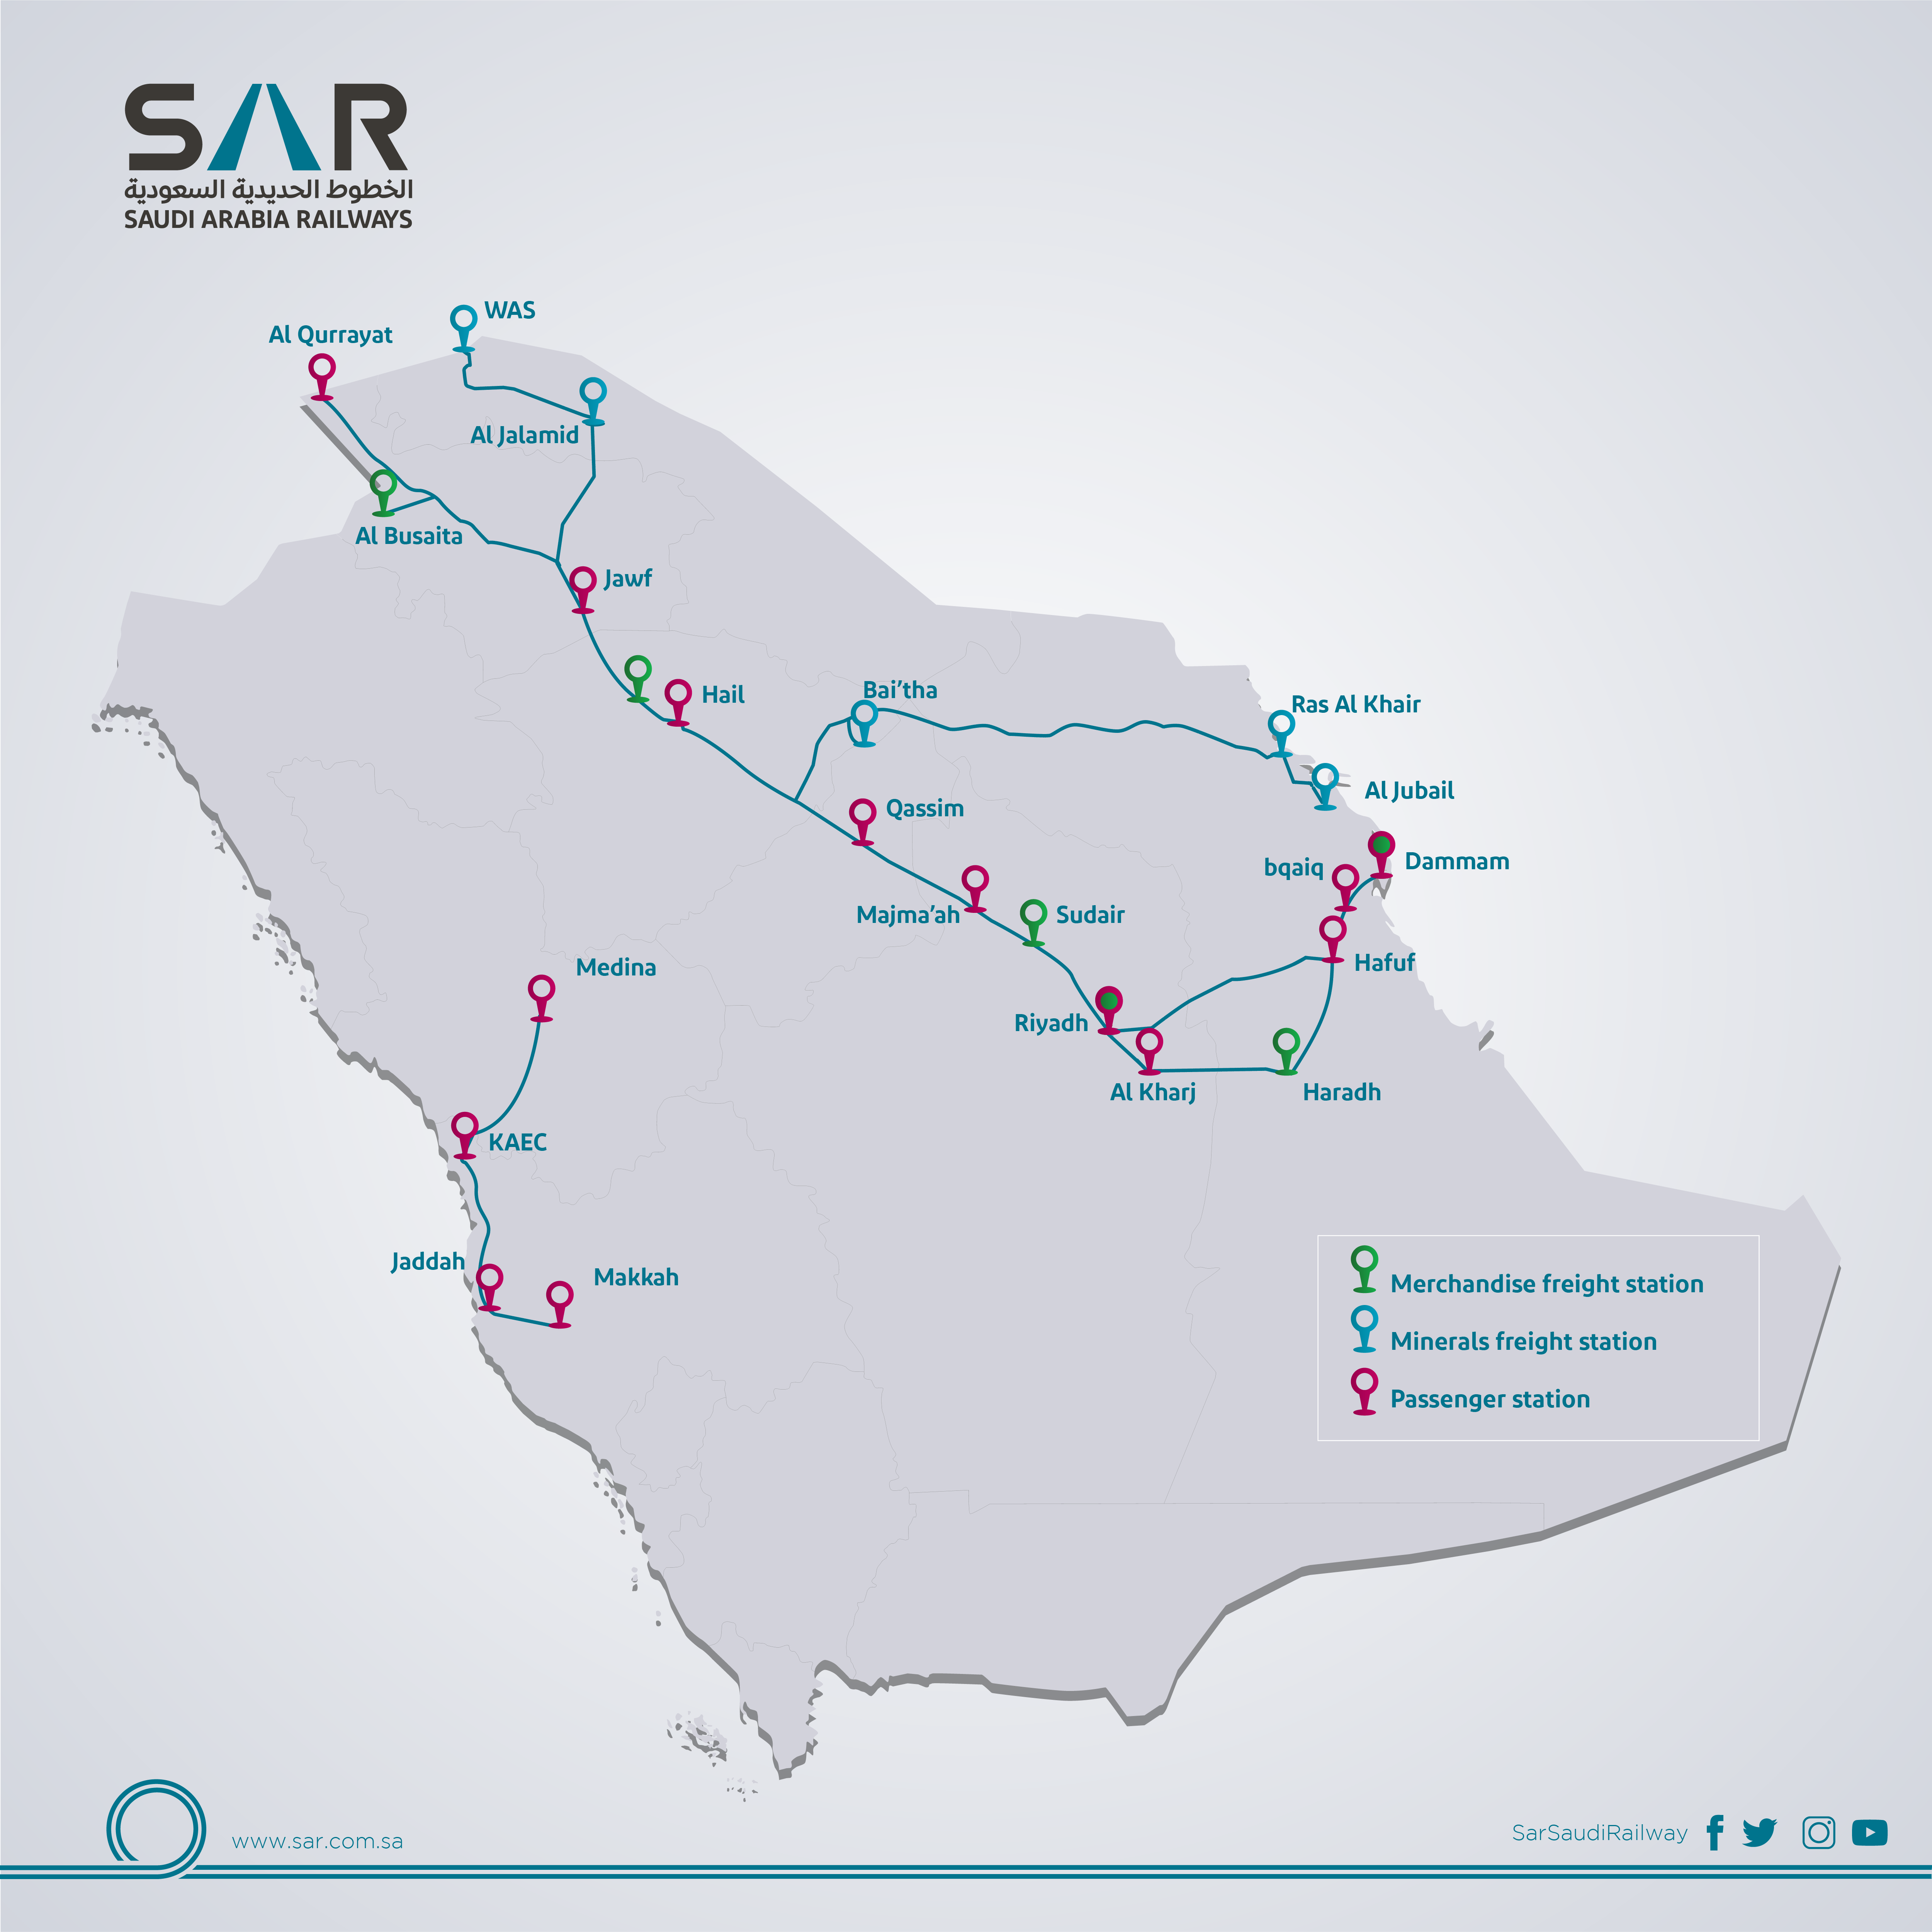 SAR
الخطوط الحديدية السعودية
SAUDI ARABIA RAILWAYS
WAS
Al Qurrayat
Al Jalamid
Al Busaita
Jawf
Hail
Bai’tha
Ras Al Khair
Al Jubail
Qassim
Dammam
bqaiq
Majma’ah
Sudair
Hafuf
Medina
Riyadh
Al Kharj
Haradh
KAEC
Jaddah
Makkah
Merchandise freight station
Minerals freight station
Passenger station
www.sar.com.sa
SarSaudiRailway